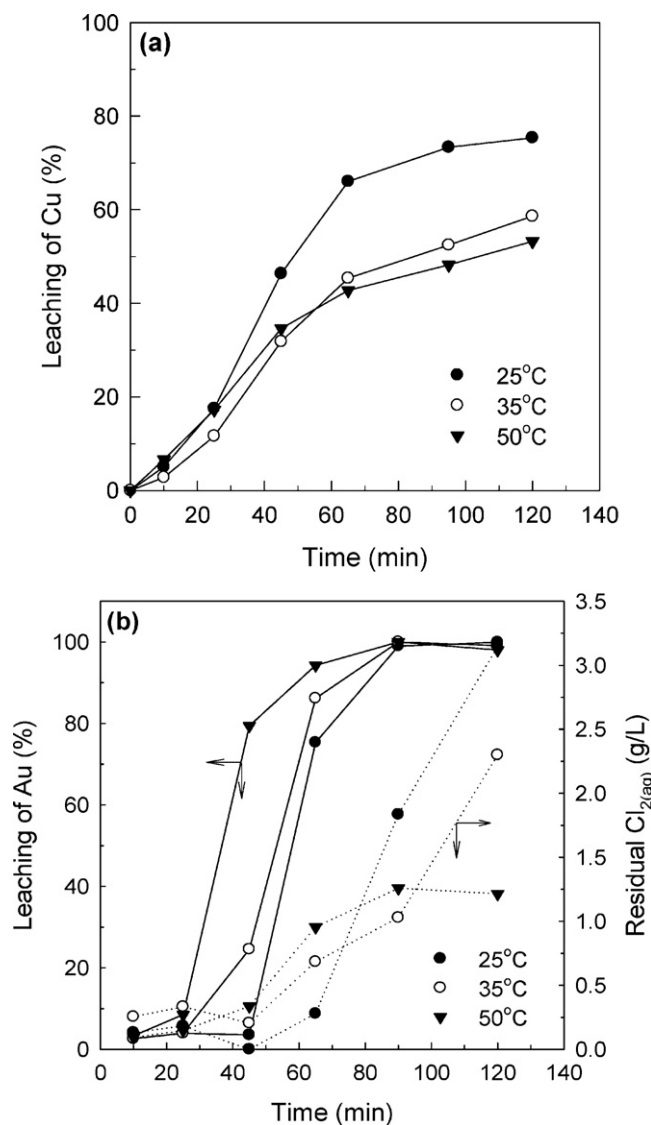 (a)
Leaching of Cu (%)
100
80
60
40
20
0
25°C
35°C
50°C
0 20 40 60 80 100 120 140
Time (min)
(b)
Leaching of Au (%)
100
80
60
40
20
0
Residual Cl2(aq) (g/L)
3.5
3.0
2.5
2.0
1.5
1.0
0.5
0.0
25°C
35°C
50°C
0 20 40 60 80 100 120 140
Time (min)